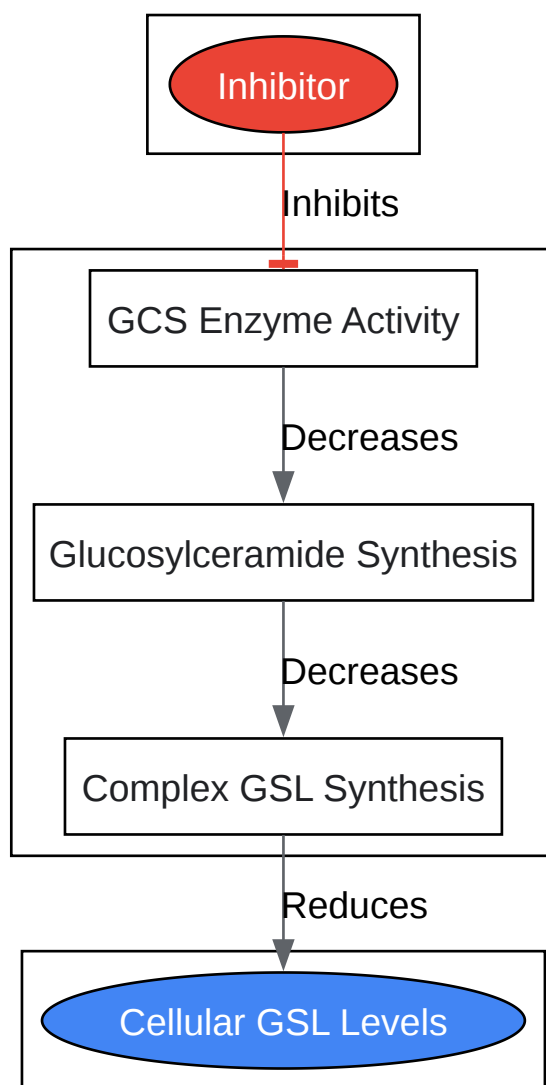 Inhibitor
Inhibits
GCS Enzyme Activity
Decreases
Glucosylceramide Synthesis
Decreases
Complex GSL Synthesis
Reduces
Cellular GSL Levels